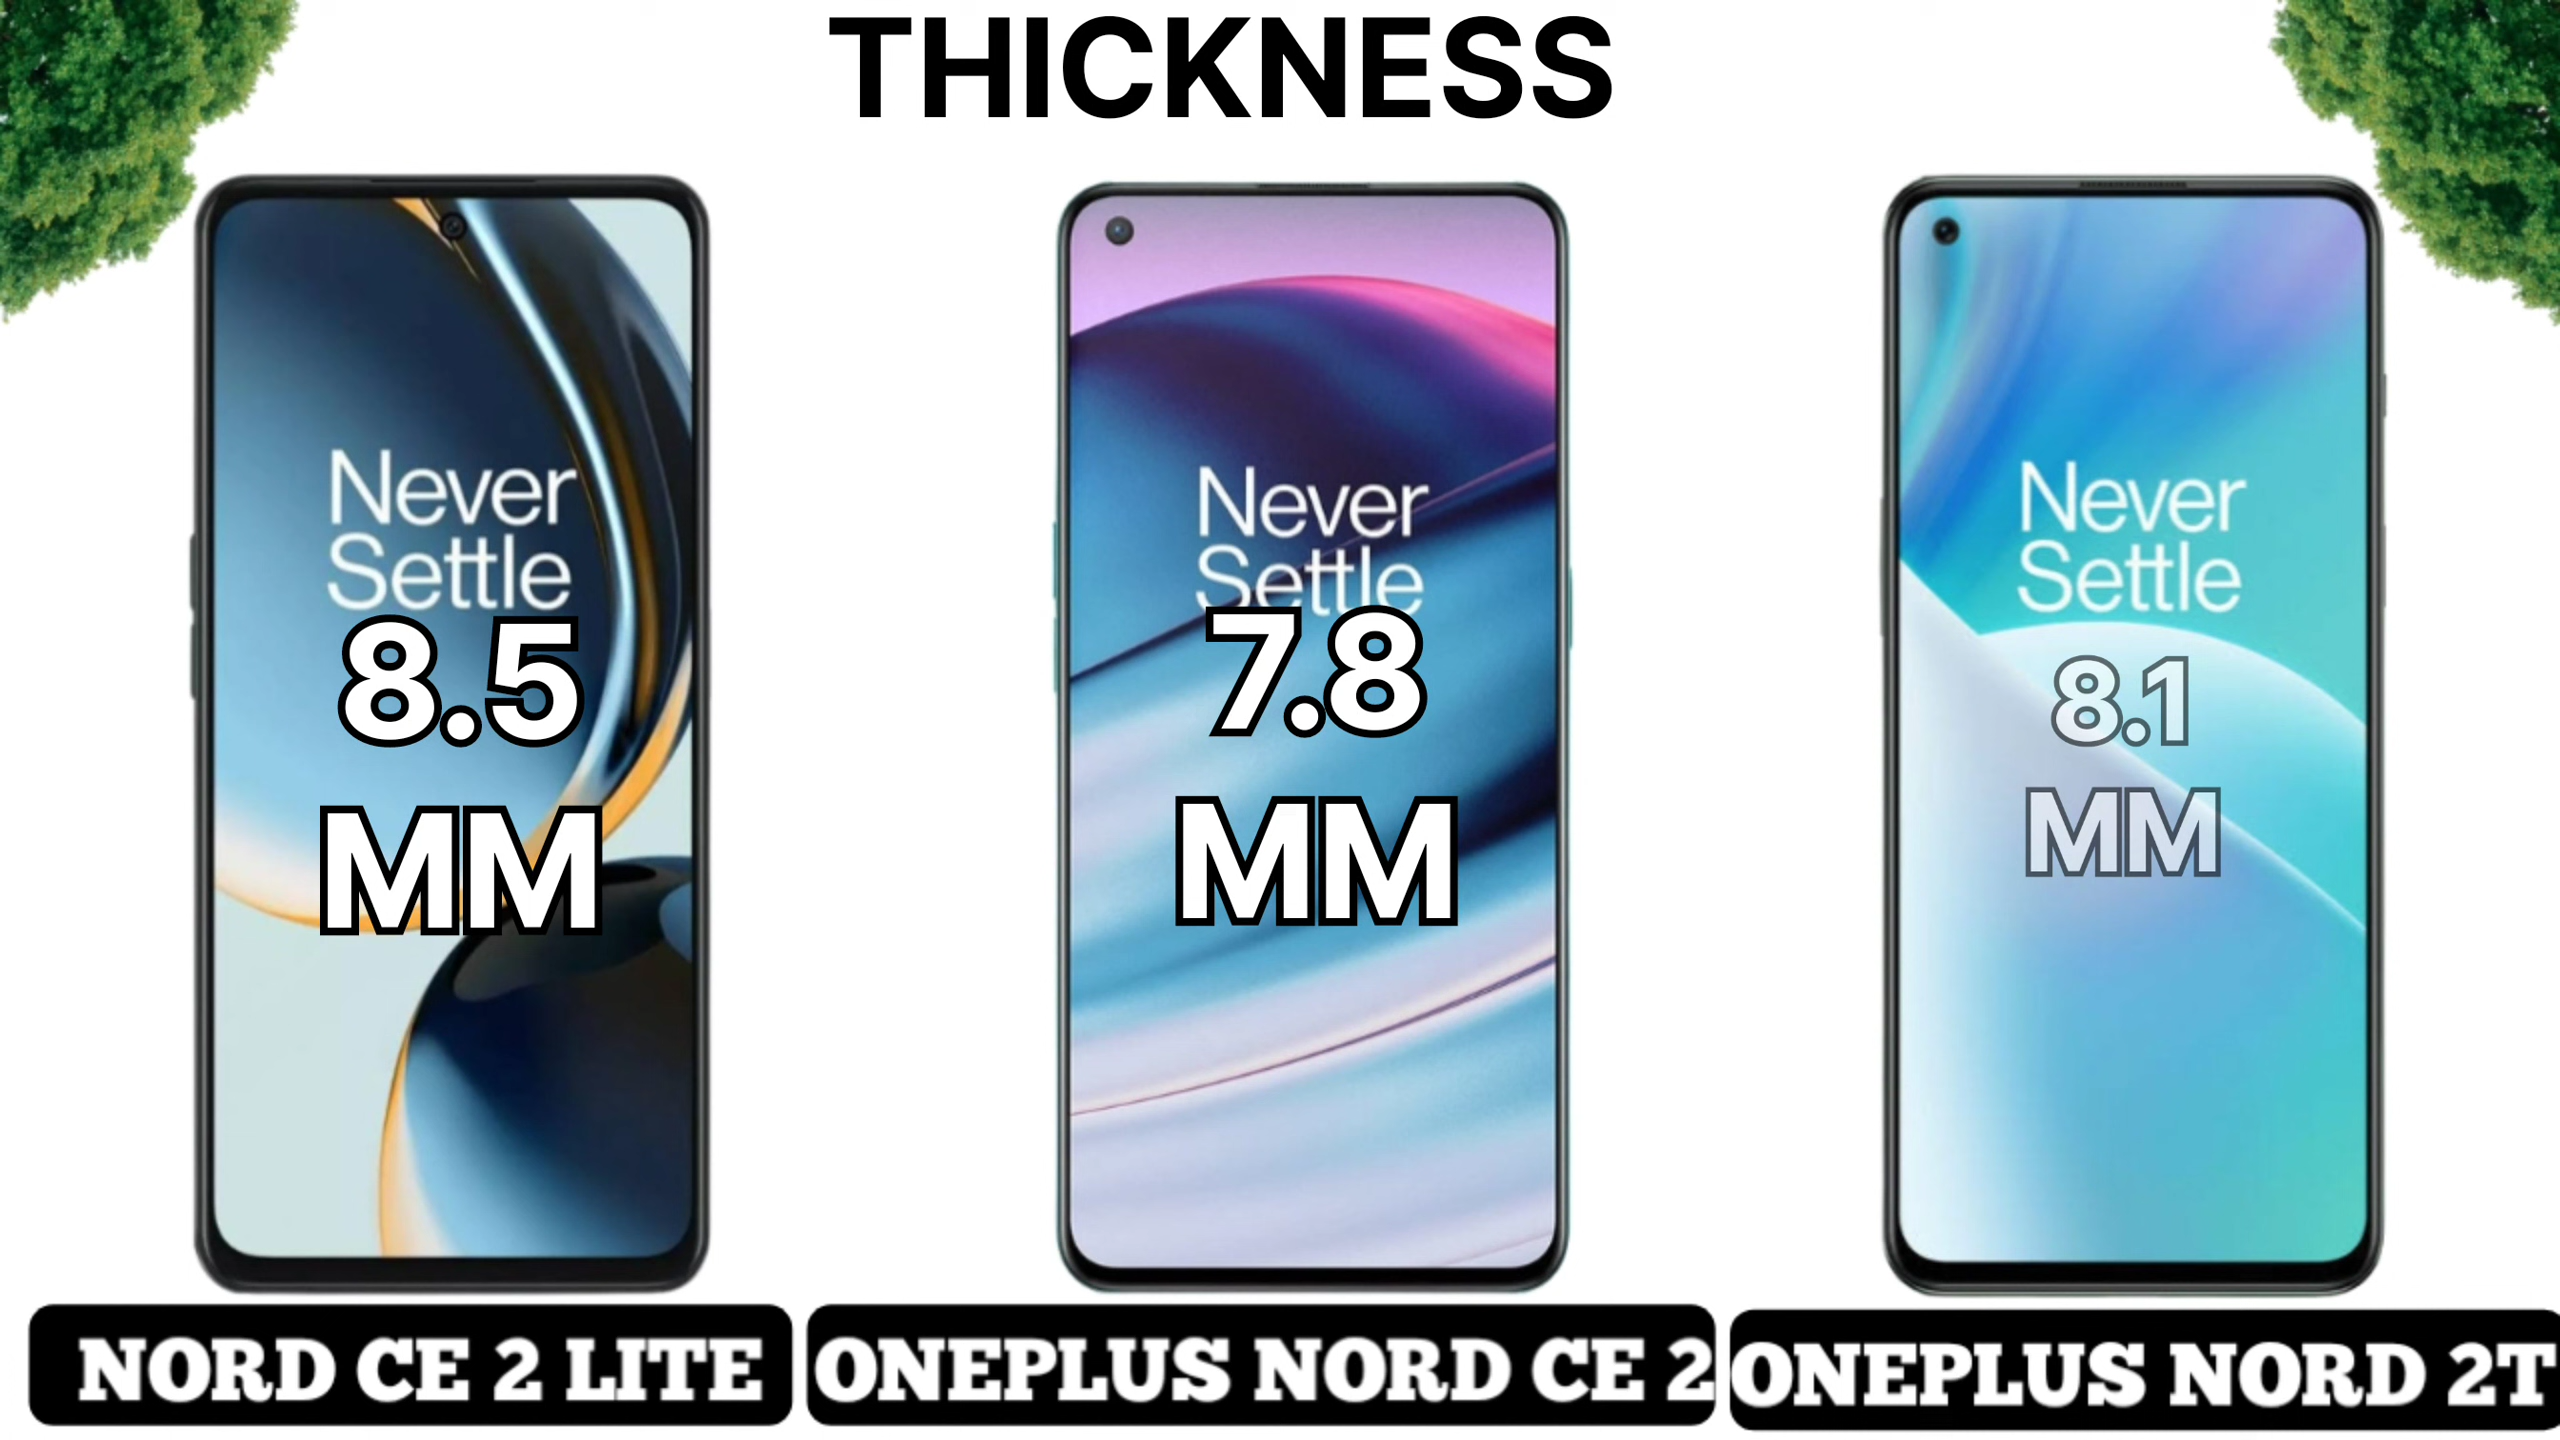 THICKNESS
Never
Settle
8.5
MM
NORD CE 2 LITE
Never
Settle
7.8
MM
ONEPLUS NORD CE 2
Never
Settle
8.1
MM
ONEPLUS NORD 2T